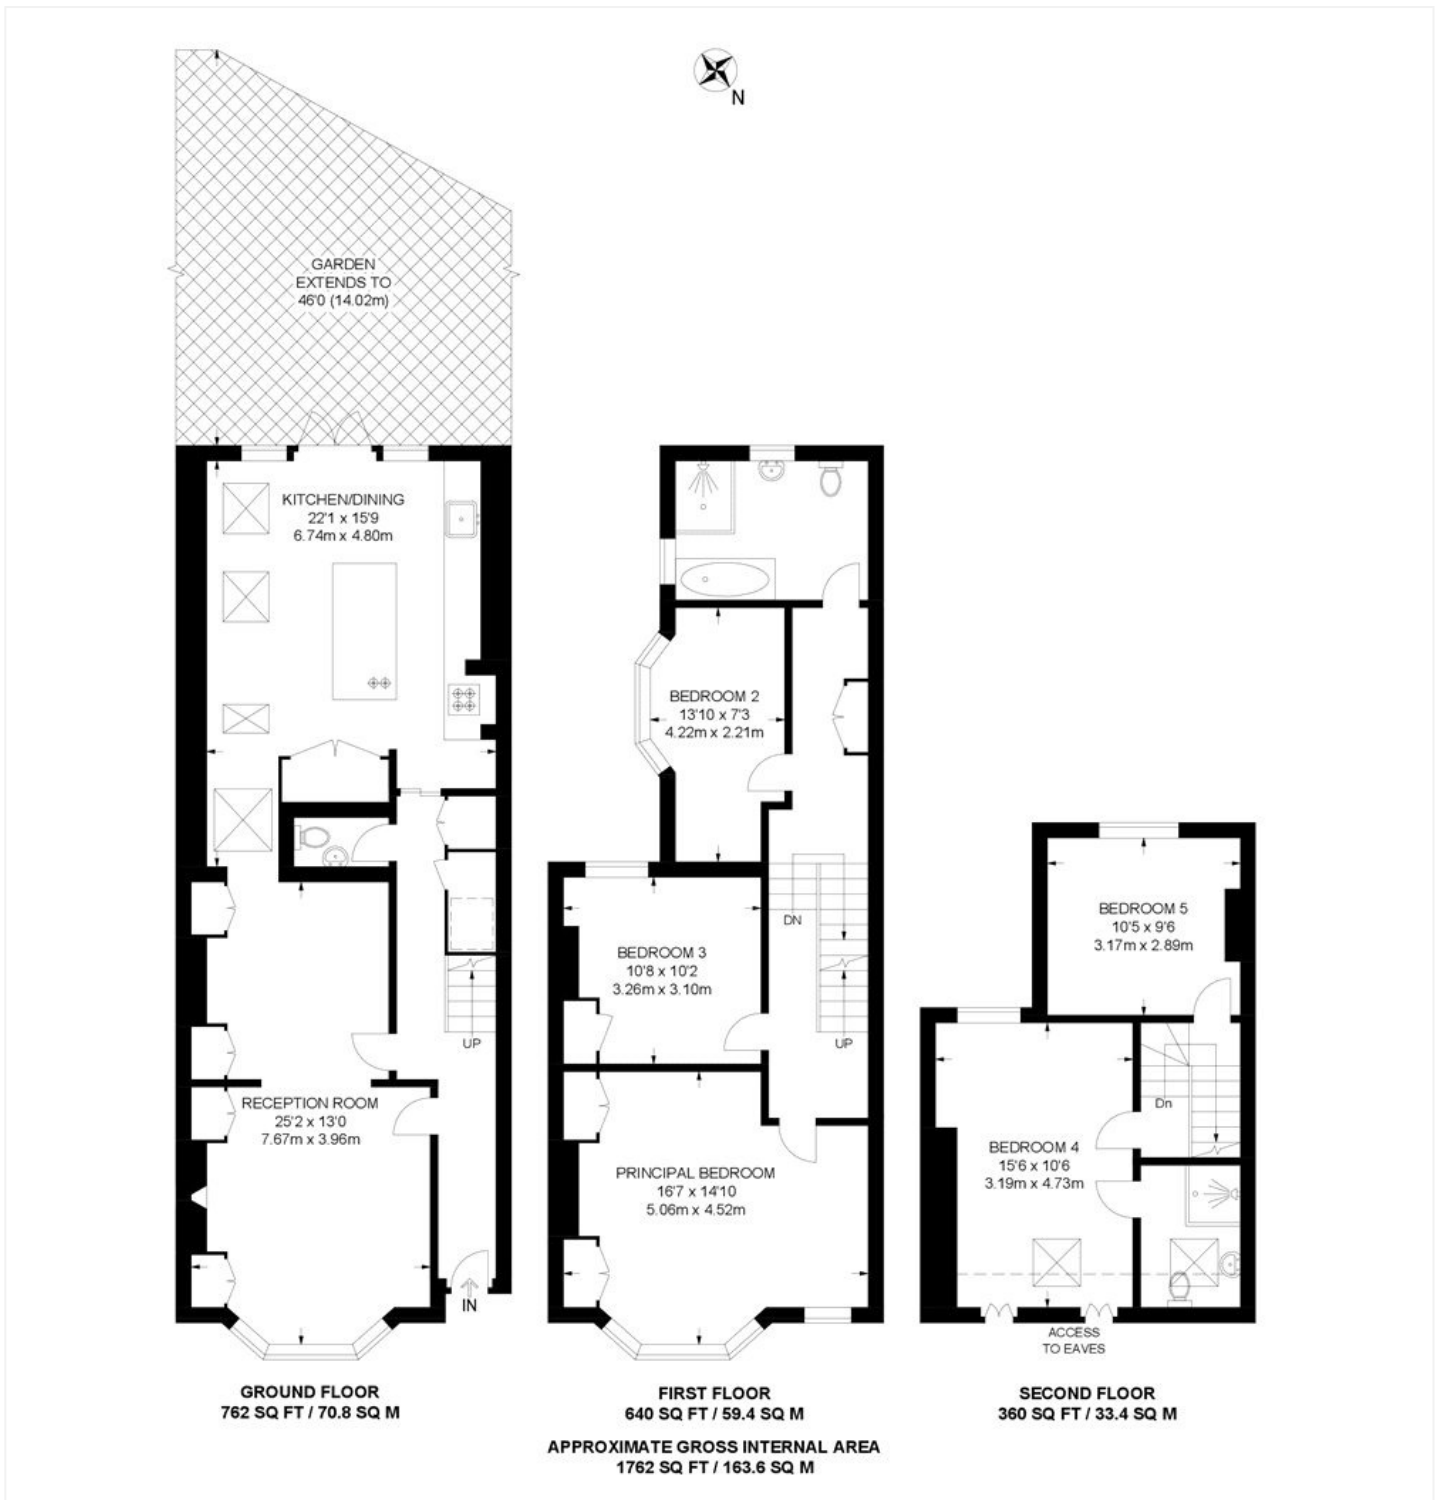 N
GARDEN
EXTENDS TO
46'0 (14.02m)
KITCHEN/DINING
22'1 x 15'9
6.74m x 4.80m
UP
RECEPTION ROOM
25'2 x 13'0
7.67m x 3.96m
IN
GROUND FLOOR
762 SQ FT / 70.8 SQ M
BEDROOM 2
13'10 x 7'3
4.22m x 2.21m
DN
BEDROOM 3
10'8 x 10'2
3.26m x 3.10m
UP
PRINCIPAL BEDROOM
16'7 x 14'10
5.06m x 4.52m
FIRST FLOOR
640 SQ FT / 59.4 SQ M
BEDROOM 5
10'5 x 9'6
3.17m x 2.89m
Dn
BEDROOM 4
15'6 x 10'6
3.19m x 4.73m
ACCESS
TO EAVES
SECOND FLOOR
360 SQ FT / 33.4 SQ M
APPROXIMATE GROSS INTERNAL AREA
1762 SQ FT / 163.6 SQ M